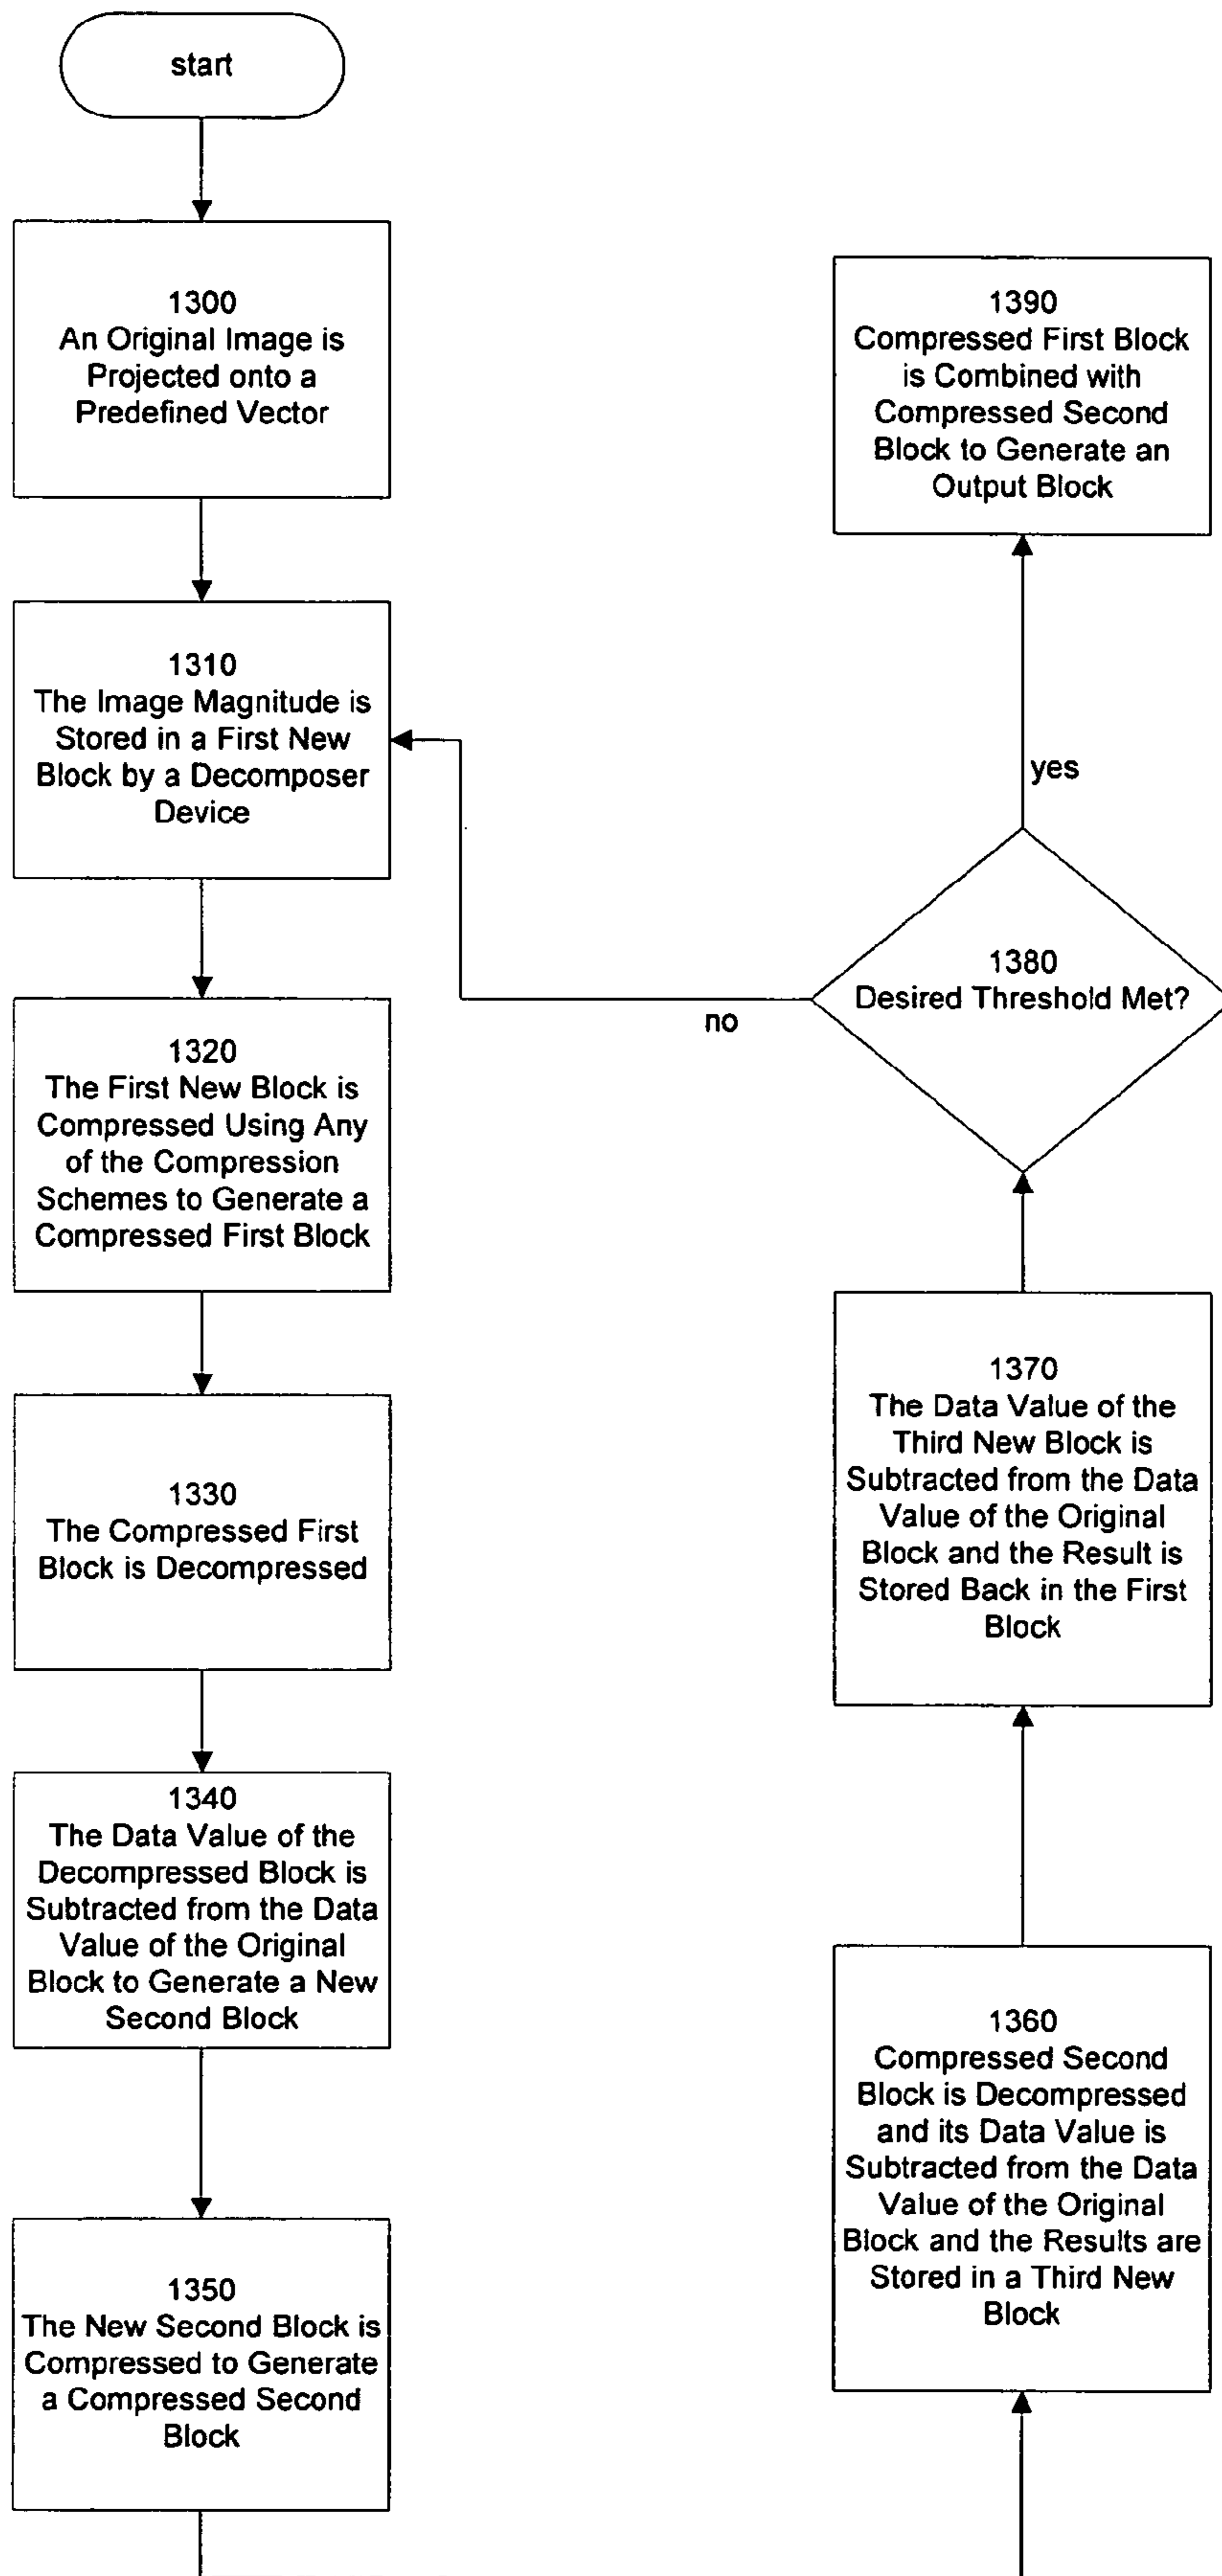 start
1300
An Original Image is
Projected onto a
Predefined Vector
1310
The Image Magnitude is
Stored in a First New
Block by a Decomposer
Device
1320
The First New Block is
Compressed Using Any
of the Compression
Schemes to Generate a
Compressed First Block
1330
The Compressed First
Block is Decompressed
1340
The Data Value of the
Decompressed Block is
Subtracted from the Data
Value of the Original
Block to Generate a New
Second Block
1350
The New Second Block is
Compressed to Generate
a Compressed Second
Block
1360
Compressed Second
Block is Decompressed
and its Data Value is
Subtracted from the Data
Value of the Original
Block and the Results are
Stored in a Third New
Block
1370
The Data Value of the
Third New Block is
Subtracted from the Data
Value of the Original
Block and the Result is
Stored Back in the First
Block
1380
Desired Threshold Met?
no
yes
1390
Compressed First Block
is Combined with
Compressed Second
Block to Generate an
Output Block